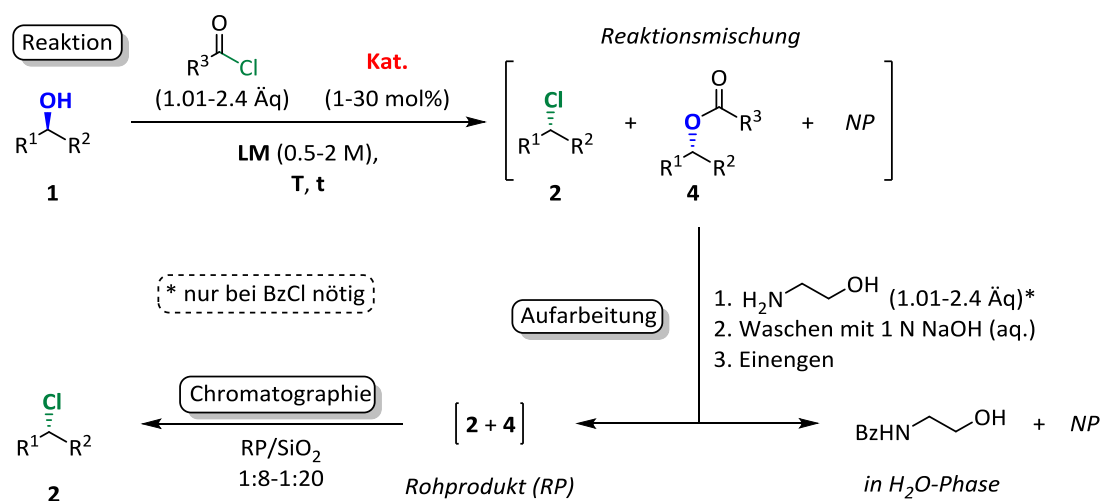 Reaktion
O
R³
Cl
Kat.
(1.01-2.4 Äq)
(1-30 mol%)
OH
R¹
R²
1
LM (0.5-2 M),
T, t
Reaktionsmischung
Cl
R¹
R²
2
+
O
O
R³
R¹
R²
4
+
NP
* nur bei BzCl nötig
Aufarbeitung
1. H₂N OH (1.01-2.4 Äq)*
2. Waschen mit 1 N NaOH (aq.)
3. Einengen
Cl
R¹
R²
2
Chromatographie
RP/SiO₂
1:8-1:20
[2 + 4]
Rohprodukt (RP)
BzHN OH + NP
in H₂O-Phase